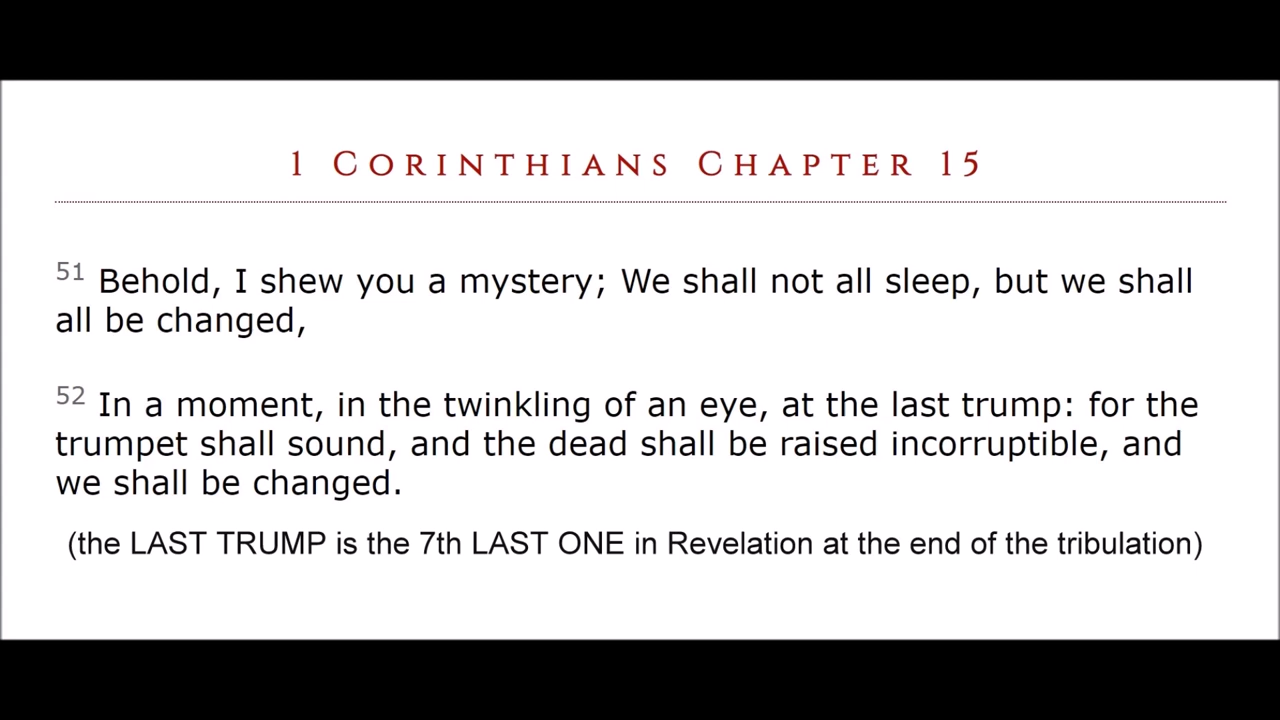 1 Corinthians Chapter 15
51 Behold, I shew you a mystery; We shall not all sleep, but we shall
all be changed,
52 In a moment, in the twinkling of an eye, at the last trump: for the
trumpet shall sound, and the dead shall be raised incorruptible, and
we shall be changed.
(the LAST TRUMP is the 7th LAST ONE in Revelation at the end of the tribulation)